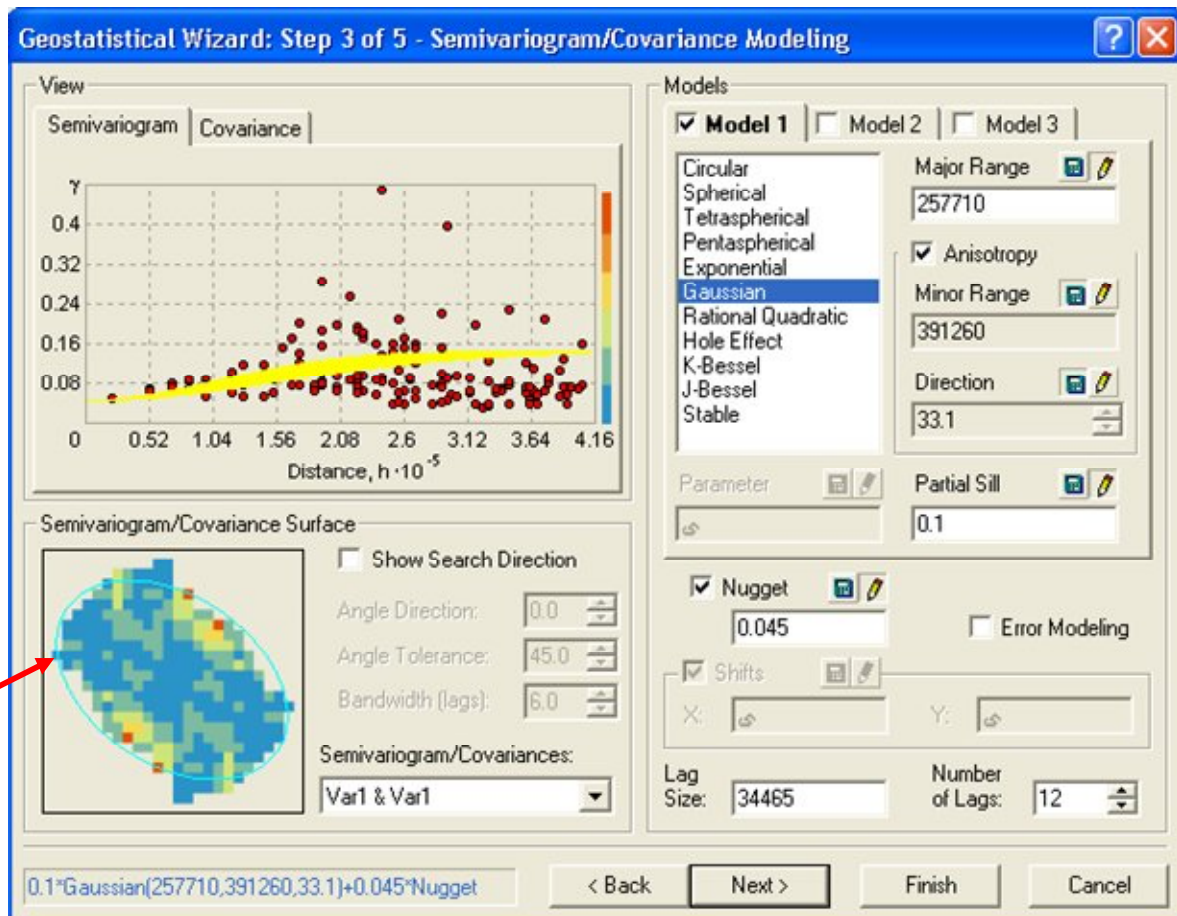 Geostatistical Wizard: Step 3 of 5 - Semivariogram/Covariance Modeling
View
Semivariogram
Covariance
γ
0.4
0.32
0.24
0.16
0.08
0 0.52 1.04 1.56 2.08 2.6 3.12 3.64 4.16
Distance, h ·10⁻⁵
Semivariogram/Covariance Surface
Show Search Direction
Angle Direction: 0.0
Angle Tolerance: 45.0
Bandwidth (lags): 6.0
Semivariogram/Covariances:
Var1 & Var1
Models
Model 1
Model 2
Model 3
Circular
Spherical
Tetraspherical
Pentaspherical
Exponential
Gaussian
Rational Quadratic
Hole Effect
K-Bessel
J-Bessel
Stable
Major Range
257710
Anisotropy
Minor Range
391260
Direction
33.1
Parameter
Partial Sill
0.1
Nugget
0.045
Error Modeling
Shifts
X:
Y:
Lag
Size: 34465
Number
of Lags: 12
0.1*Gaussian(257710,391260,33.1)+0.045*Nugget
< Back
Next >
Finish
Cancel